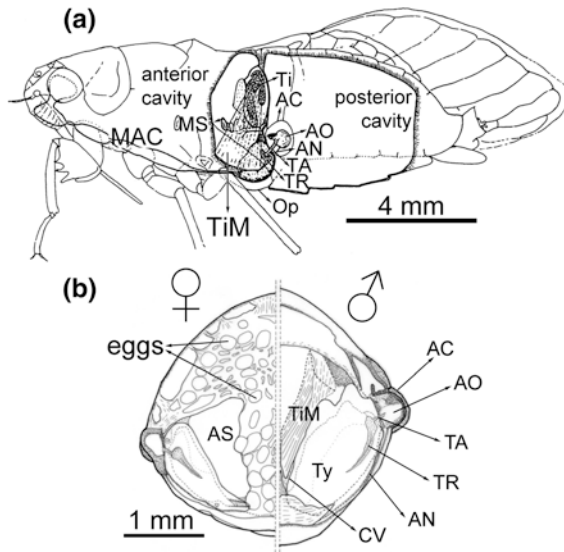 (a)
anterior
cavity
posterior
cavity
Ti
AC
MS
AO
AN
TA
TR
MAC
Op
TiM
4 mm
(b)
♀
♂
eggs
AC
AO
AS
TiM
TA
Ty
TR
AN
CV
1 mm